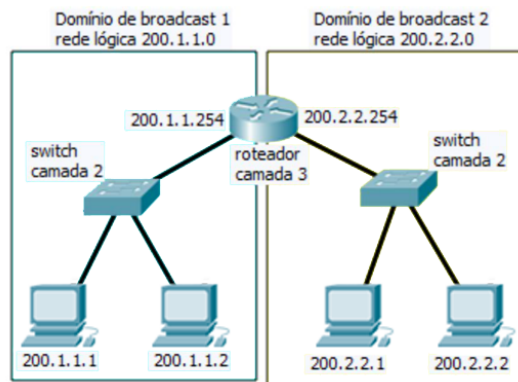 Domínio de broadcast 1
rede lógica 200.1.1.0
Domínio de broadcast 2
rede lógica 200.2.2.0
200.1.1.254
200.2.2.254
switch
camada 2
roteador
camada 3
switch
camada 2
200.1.1.1
200.1.1.2
200.2.2.1
200.2.2.2